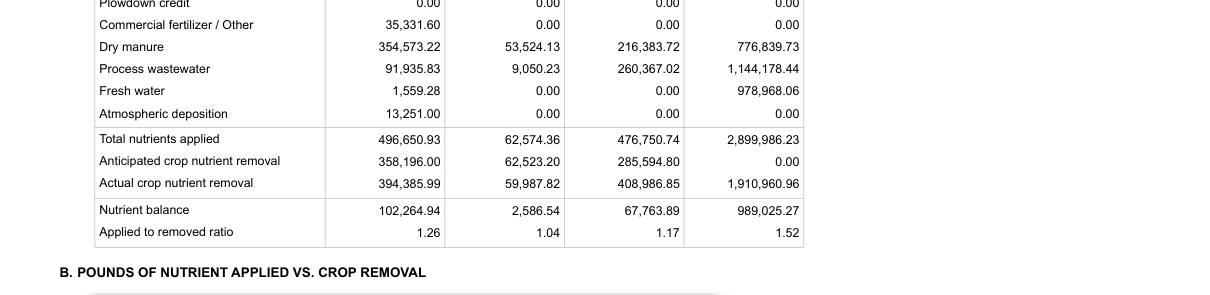 Plowdown credit 0.00 0.00 0.00 0.00
Commercial fertilizer / Other 35,331.60 0.00 0.00 0.00
Dry manure 354,573.22 53,524.13 216,383.72 776,839.73
Process wastewater 91,935.83 9,050.23 260,367.02 1,144,178.44
Fresh water 1,559.28 0.00 0.00 978,968.06
Atmospheric deposition 13,251.00 0.00 0.00 0.00
Total nutrients applied 496,650.93 62,574.36 476,750.74 2,899,986.23
Anticipated crop nutrient removal 358,196.00 62,523.20 285,594.80 0.00
Actual crop nutrient removal 394,385.99 59,987.82 408,986.85 1,910,960.96
Nutrient balance 102,264.94 2,586.54 67,763.89 989,025.27
Applied to removed ratio 1.26 1.04 1.17 1.52
B. POUNDS OF NUTRIENT APPLIED VS. CROP REMOVAL